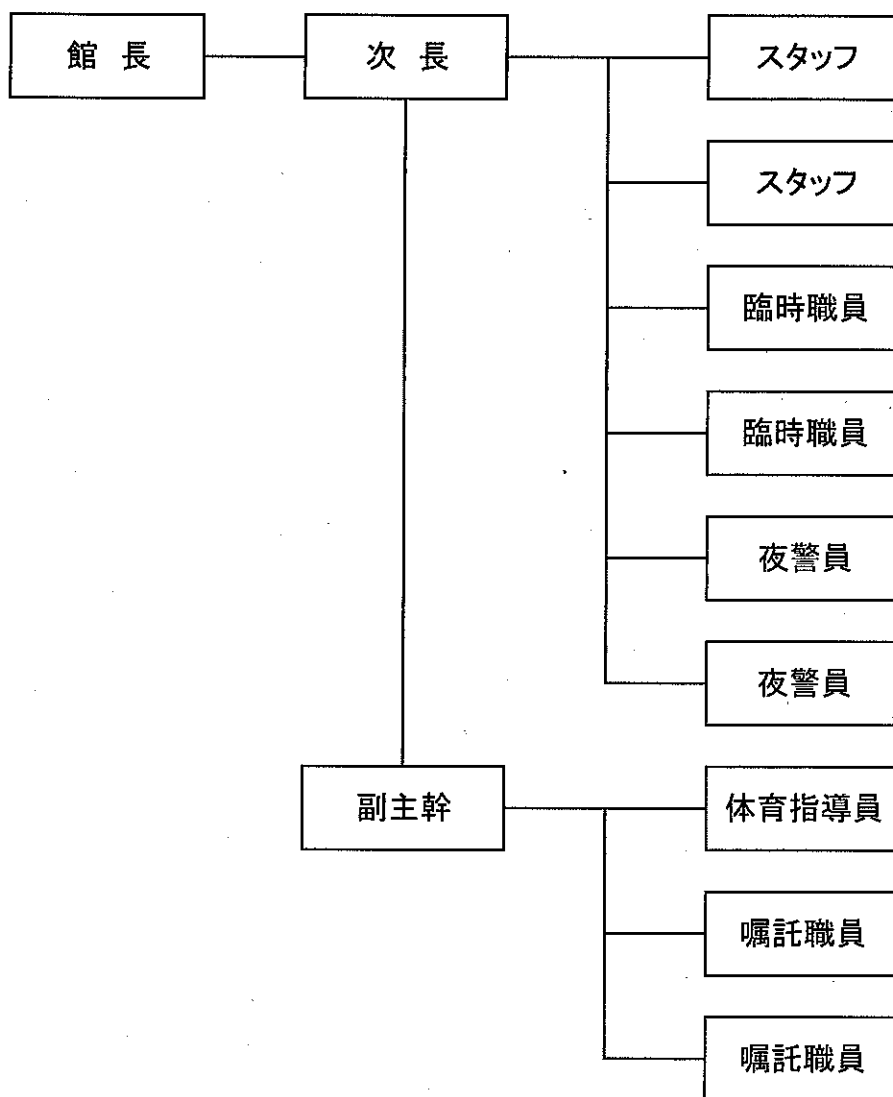 館 長
次 長
スタッフ
スタッフ
臨時職員
臨時職員
夜警員
夜警員
副主幹
体育指導員
嘱託職員
嘱託職員